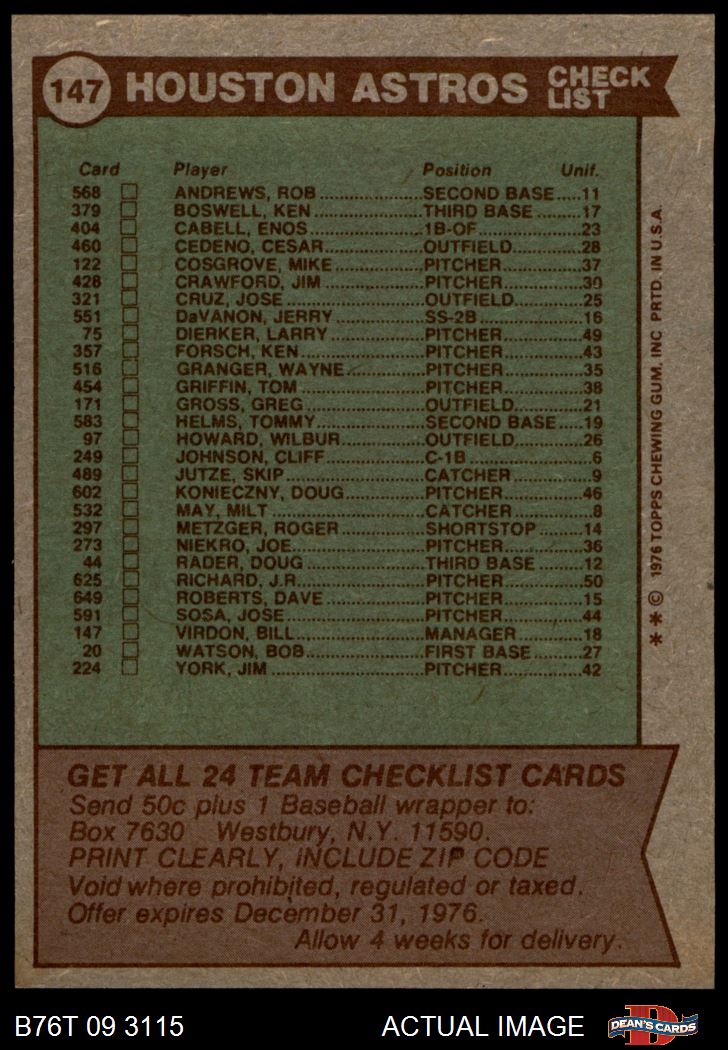 147 HOUSTON ASTROS CHECK LIST
Card Player Position Unif.
568 ANDREWS, ROB SECOND BASE 11
379 BOSWELL, KEN THIRD BASE 17
404 CABELL, ENOS 1B-OF 23
460 CEDENO, CESAR OUTFIELD 28
122 COSGROVE, MIKE PITCHER 37
428 CRAWFORD, JIM PITCHER 30
321 CRUZ, JOSE OUTFIELD 25
551 DaVANON, JERRY SS-2B 16
75 DIERKER, LARRY PITCHER 49
357 FORSCH, KEN PITCHER 43
516 GRANGER, WAYNE PITCHER 35
454 GRIFFIN, TOM PITCHER 38
171 GROSS, GREG OUTFIELD 21
583 HELMS, TOMMY SECOND BASE 19
97 HOWARD, WILBUR OUTFIELD 26
249 JOHNSON, CLIFF C-1B 6
489 JUTZE, SKIP CATCHER 9
602 KONIECZNY, DOUG PITCHER 46
532 MAY, MILT CATCHER 8
297 METZGER, ROGER SHORTSTOP 14
273 NIEKRO, JOE PITCHER 36
44 RADER, DOUG THIRD BASE 12
625 RICHARD, J.R. PITCHER 50
649 ROBERTS, DAVE PITCHER 15
591 SOSA, JOSE PITCHER 44
147 VIRDON, BILL MANAGER 18
20 WATSON, BOB FIRST BASE 27
224 YORK, JIM PITCHER 42
**© 1976 TOPPS CHEWING GUM, INC PRTD. IN U.S.A.
GET ALL 24 TEAM CHECKLIST CARDS
Send 50c plus 1 Baseball wrapper to:
Box 7630 Westbury, N.Y. 11590.
PRINT CLEARLY, INCLUDE ZIP CODE
Void where prohibited, regulated or taxed.
Offer expires December 31, 1976.
Allow 4 weeks for delivery.
B76T 09 3115 ACTUAL IMAGE D DEAN'S CARDS